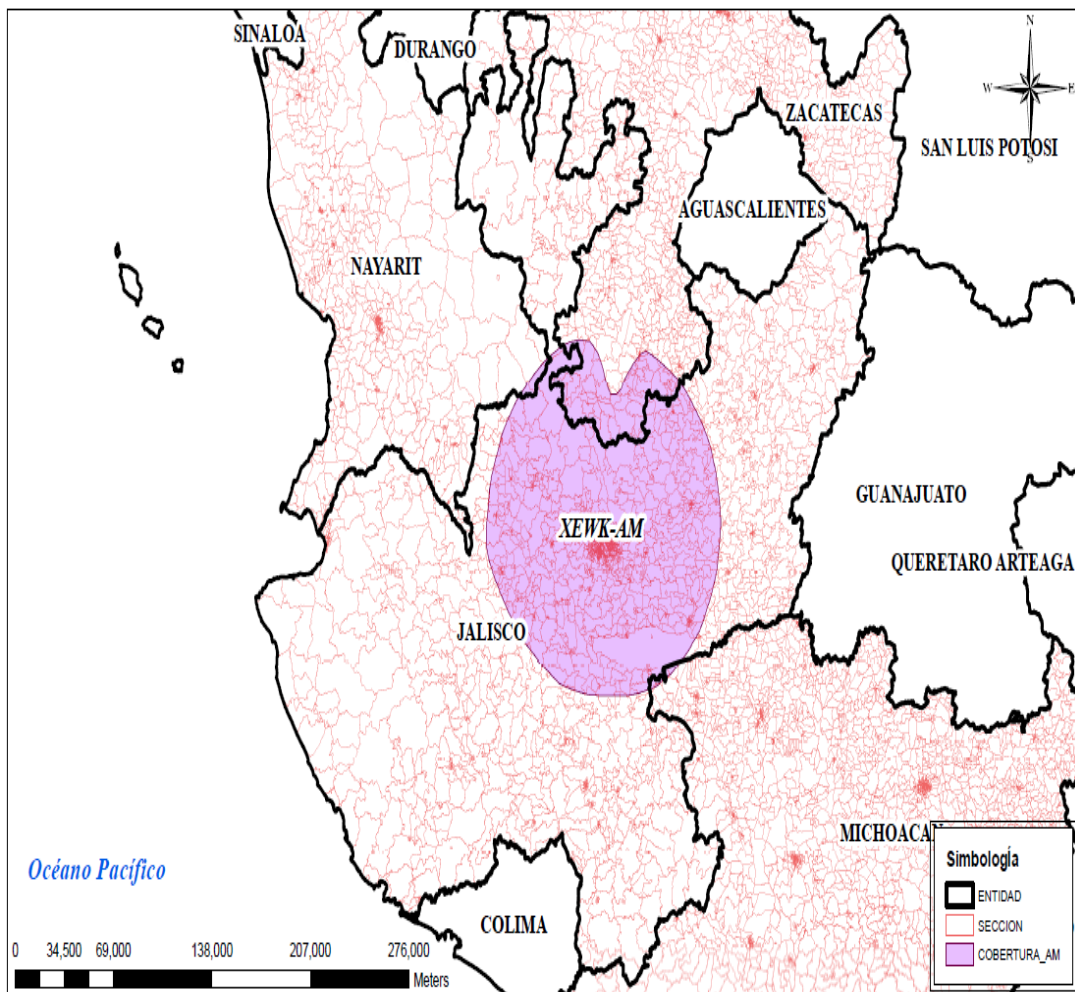 SINALOA
DURANGO
N
W E
S
ZACATECAS
SAN LUIS POTOSI
AGUASCALIENTES
NAYARIT
GUANAJUATO
XEWK-AM
QUERETARO ARTEAGA
JALISCO
MICHOACAN
Océano Pacífico
COLIMA
Simbología
ENTIDAD
SECCION
COBERTURA_AM
0 34,500 69,000 138,000 207,000 276,000
Meters